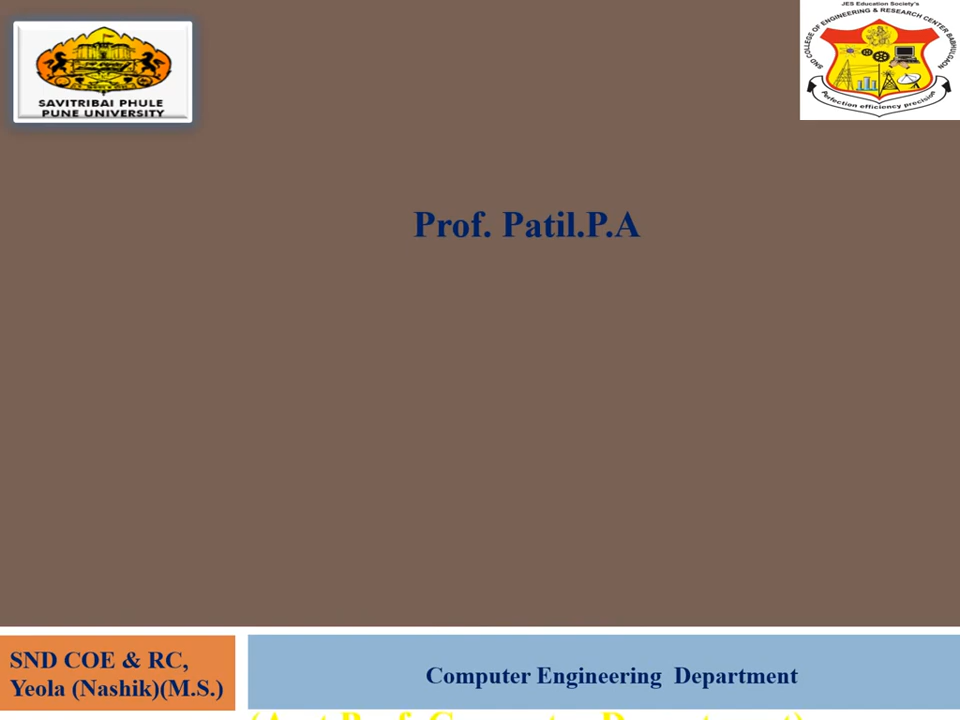 SAVITRIBAI PHULE
PUNE UNIVERSITY
JES Education Society's
SND COLLEGE OF ENGINEERING & RESEARCH CENTER BABHULGAON
Perfection efficiency precision
Prof. Patil.P.A
SND COE & RC,
Yeola (Nashik)(M.S.)
Computer Engineering Department